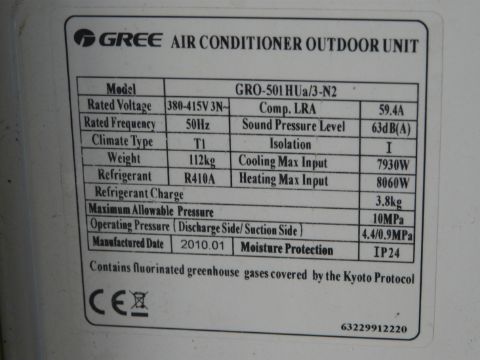 GREE AIR CONDITIONER OUTDOOR UNIT
Model GRO-501HUa/3-N2
Rated Voltage 380-415V 3N~ Comp. LRA 59.4A
Rated Frequency 50Hz Sound Pressure Level 63dB(A)
Climate Type T1 Isolation I
Weight 112kg Cooling Max Input 7930W
Refrigerant R410A Heating Max Input 8060W
Refrigerant Charge 3.8kg
Maximum Allowable Pressure 10MPa
Operating Pressure ( Discharge Side/ Suction Side ) 4.4/0.9MPa
Manufactured Date 2010.01 Moisture Protection IP24
Contains fluorinated greenhouse gases covered by the Kyoto Protocol
CE
63229912220